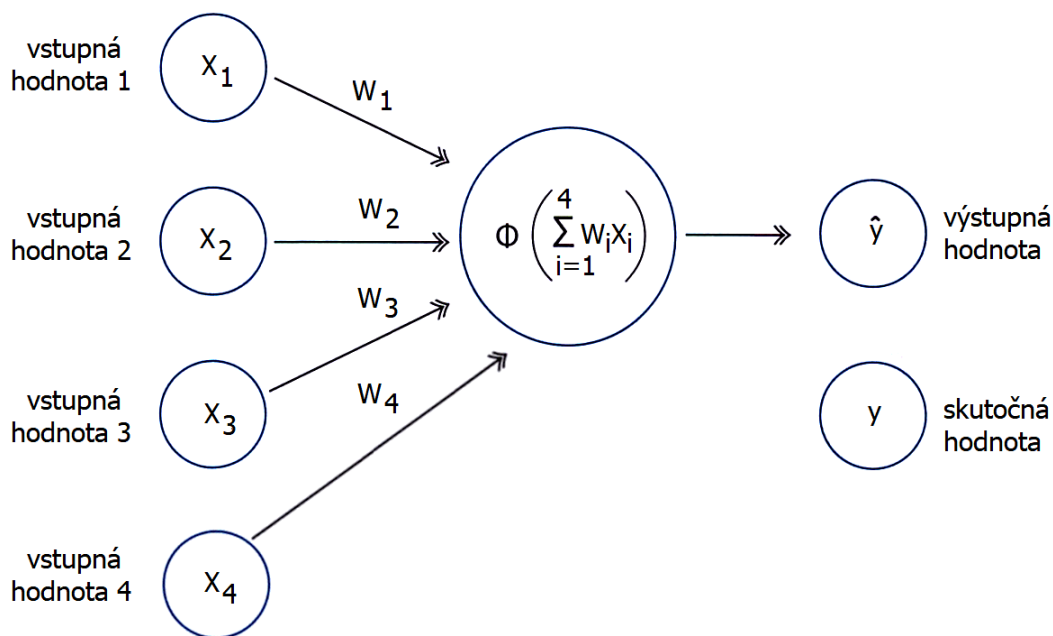 vstupná
hodnota 1
X1
W1
vstupná
hodnota 2
X2
W2
vstupná
hodnota 3
X3
W3
vstupná
hodnota 4
X4
W4
Φ (∑ i=1 4 WiXi)
ŷ
výstupná
hodnota
y
skutočná
hodnota